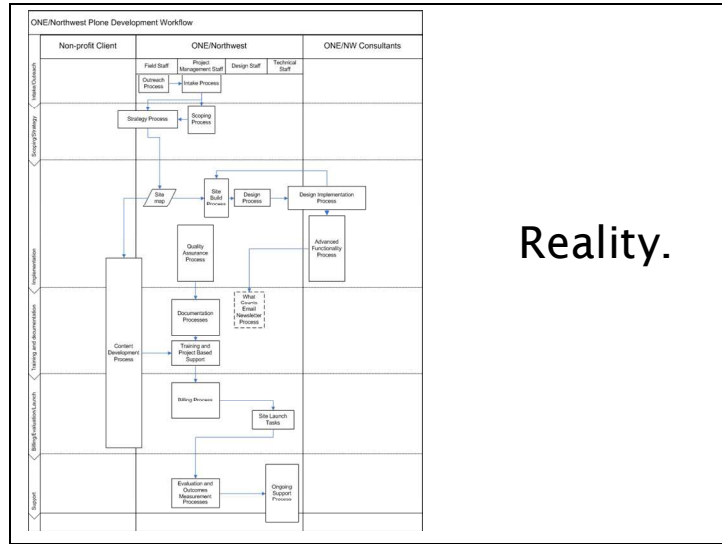 ONE/Northwest Plone Development Workflow
Non-profit Client
ONE/Northwest
ONE/NW Consultants
Field Staff
Project
Management Staff
Design Staff
Technical
Staff
Intake/Outreach
Outreach
Process
Intake Process
Scoping/Strategy
Strategy Process
Scoping
Process
Implementation
Site
map
Site
Build
Process
Design
Process
Design Implementation
Process
Quality
Assurance
Process
Advanced
Functionality
Process
Training and documentation
Content
Development
Process
Documentation
Processes
What
Email
Newsletter
Process
Training and
Project Based
Support
Billing/Evaluation/Launch
Billing Process
Site Launch
Tasks
Support
Evaluation and
Outcomes
Measurement
Processes
Ongoing
Support
Process
Reality.